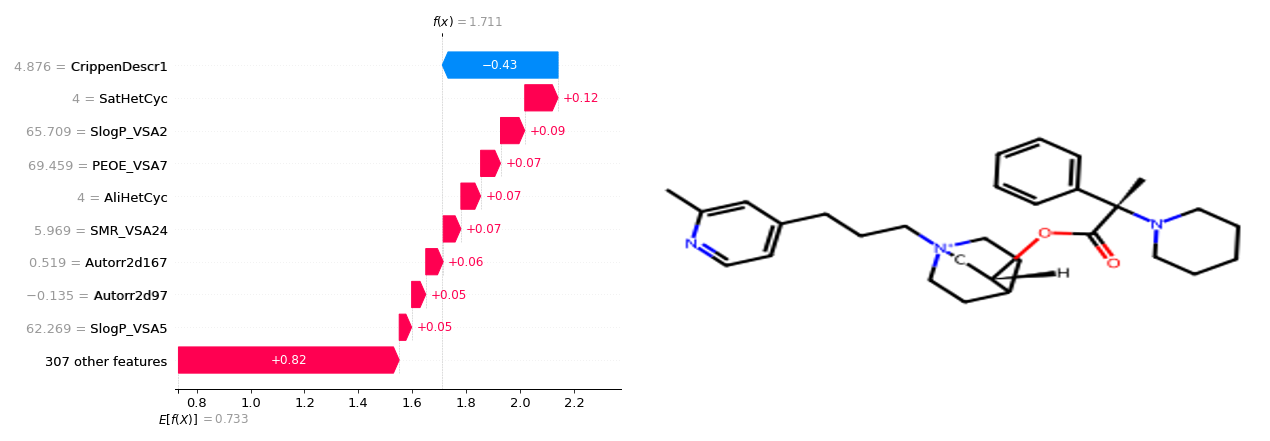 f(x) = 1.711
4.876 = CrippenDescr1
−0.43
4 = SatHetCyc
+0.12
65.709 = SlogP_VSA2
+0.09
69.459 = PEOE_VSA7
+0.07
4 = AliHetCyc
+0.07
5.969 = SMR_VSA24
+0.07
0.519 = Autorr2d167
+0.06
−0.135 = Autorr2d97
+0.05
62.269 = SlogP_VSA5
+0.05
307 other features
+0.82
0.8 1.0 1.2 1.4 1.6 1.8 2.0 2.2
E[f(X)] = 0.733
N
N+
C
O
O
H
N